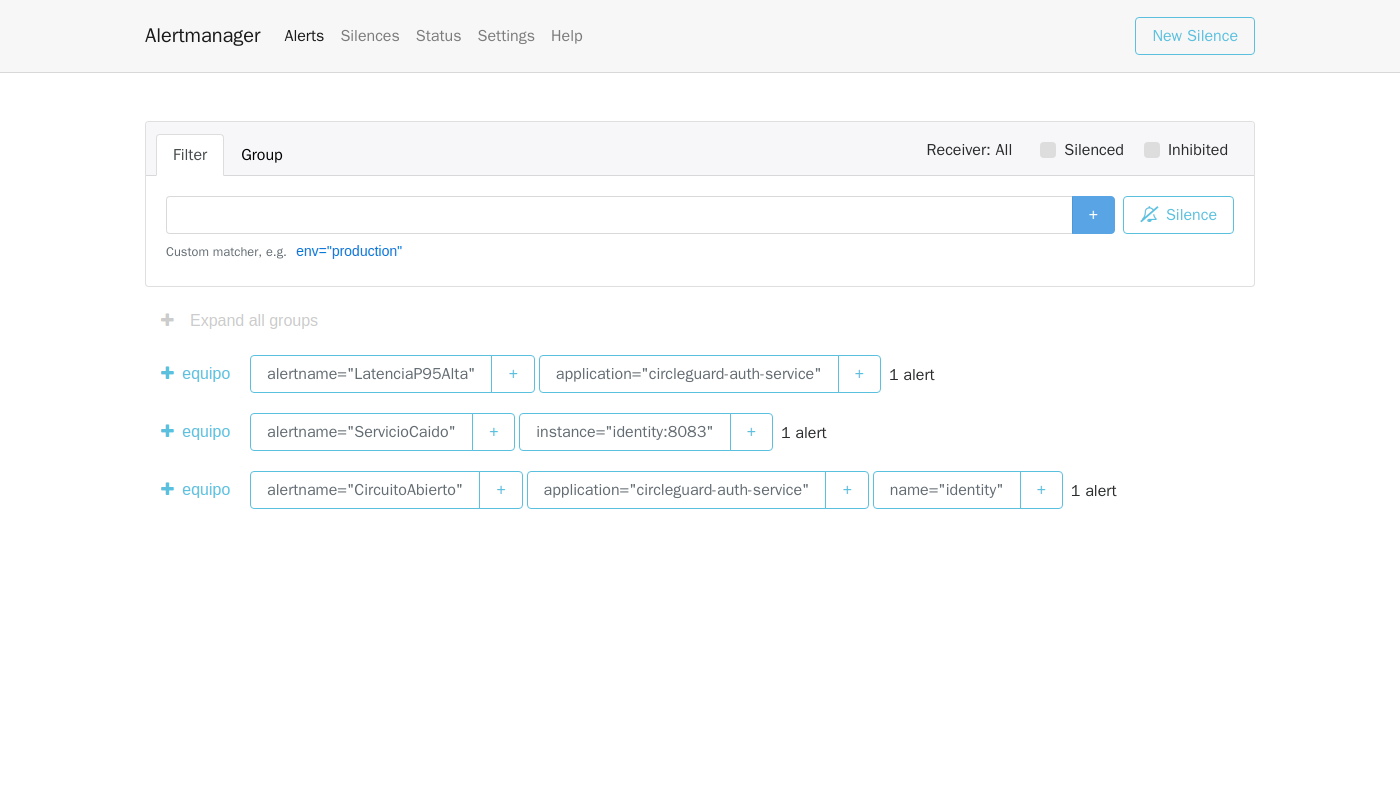 Alertmanager Alerts Silences Status Settings Help New Silence
Filter Group Receiver: All Silenced Inhibited
+ Silence
Custom matcher, e.g. env="production"
Expand all groups
equipo alertname="LatenciaP95Alta" + application="circleguard-auth-service" + 1 alert
equipo alertname="ServicioCaido" + instance="identity:8083" + 1 alert
equipo alertname="CircuitoAbierto" + application="circleguard-auth-service" + name="identity" + 1 alert